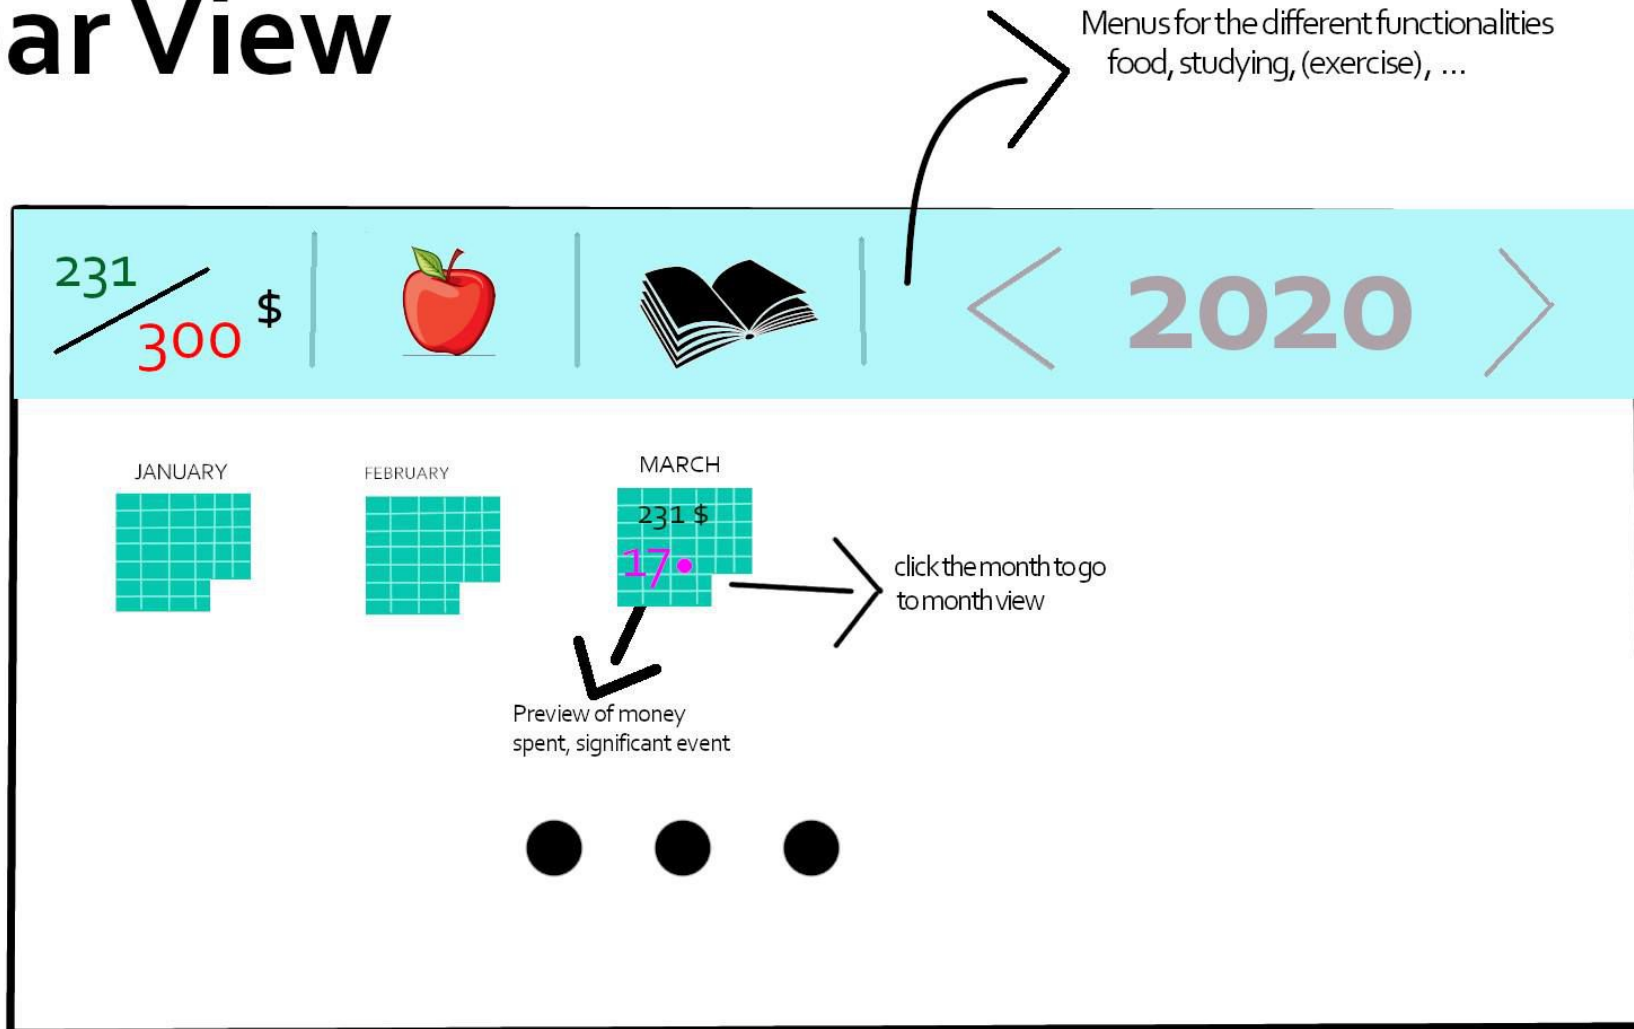 ar View
Menus for the different functionalities
food, studying, (exercise), ...
231
300 $
2020
JANUARY
FEBRUARY
MARCH
231 $
17
click the month to go
to month view
Preview of money
spent, significant event